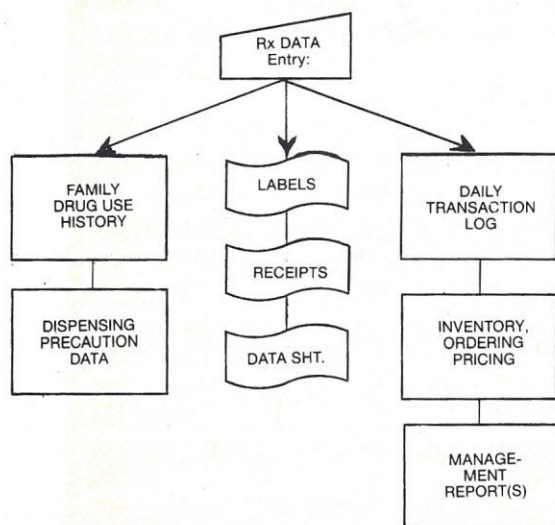 Rx DATA
Entry:
FAMILY
DRUG USE
HISTORY
DISPENSING
PRECAUTION
DATA
LABELS
RECEIPTS
DATA SHT.
DAILY
TRANSACTION
LOG
INVENTORY,
ORDERING
PRICING
MANAGE-
MENT
REPORT(S)